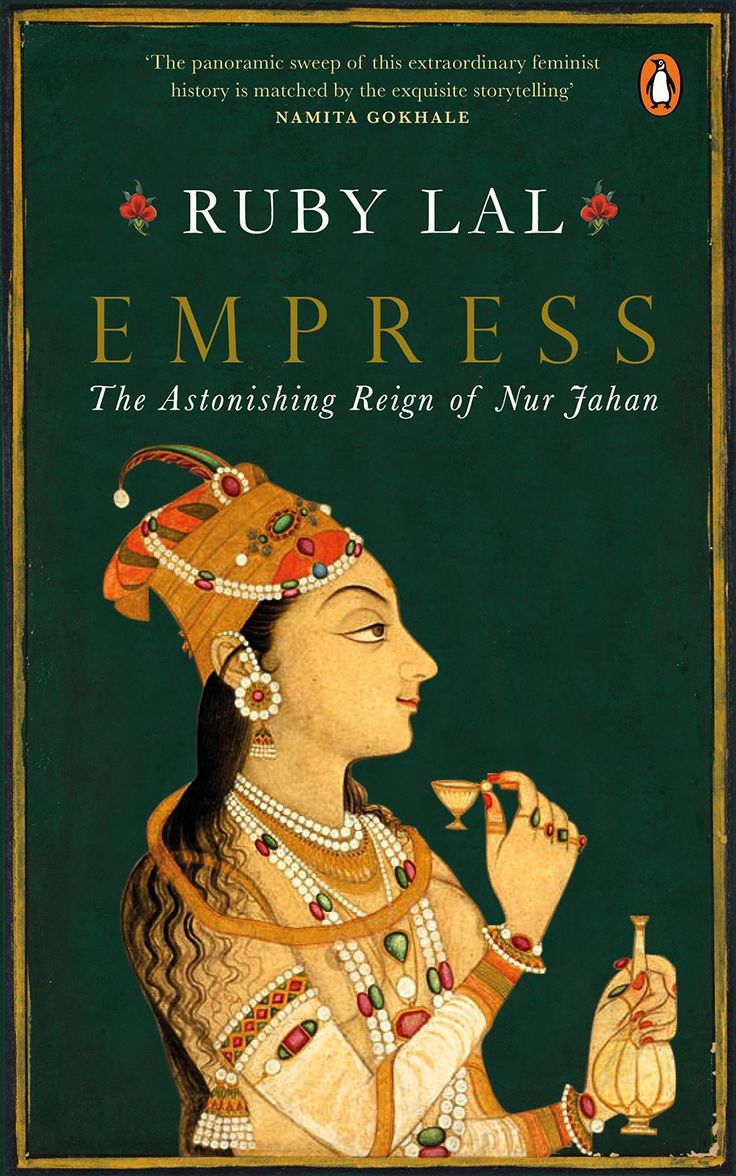 ‘The panoramic sweep of this extraordinary feminist
history is matched by the exquisite storytelling’
NAMITA GOKHALE
RUBY LAL
EMPRESS
The Astonishing Reign of Nur Jahan